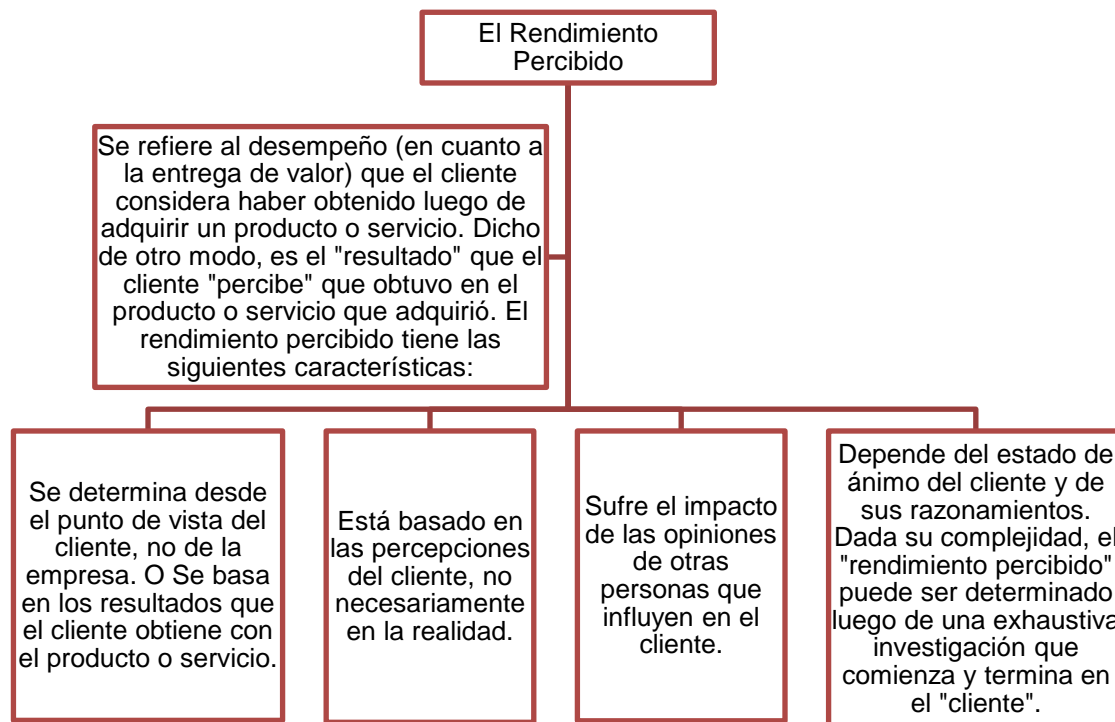 El Rendimiento
Percibido
Se refiere al desempeño (en cuanto a
la entrega de valor) que el cliente
considera haber obtenido luego de
adquirir un producto o servicio. Dicho
de otro modo, es el "resultado" que el
cliente "percibe" que obtuvo en el
producto o servicio que adquirió. El
rendimiento percibido tiene las
siguientes características:
Se determina desde
el punto de vista del
cliente, no de la
empresa. O Se basa
en los resultados que
el cliente obtiene con
el producto o servicio.
Está basado en
las percepciones
del cliente, no
necesariamente
en la realidad.
Sufre el impacto
de las opiniones
de otras
personas que
influyen en el
cliente.
Depende del estado de
ánimo del cliente y de
sus razonamientos.
Dada su complejidad, el
"rendimiento percibido"
puede ser determinado
luego de una exhaustiva
investigación que
comienza y termina en
el "cliente".